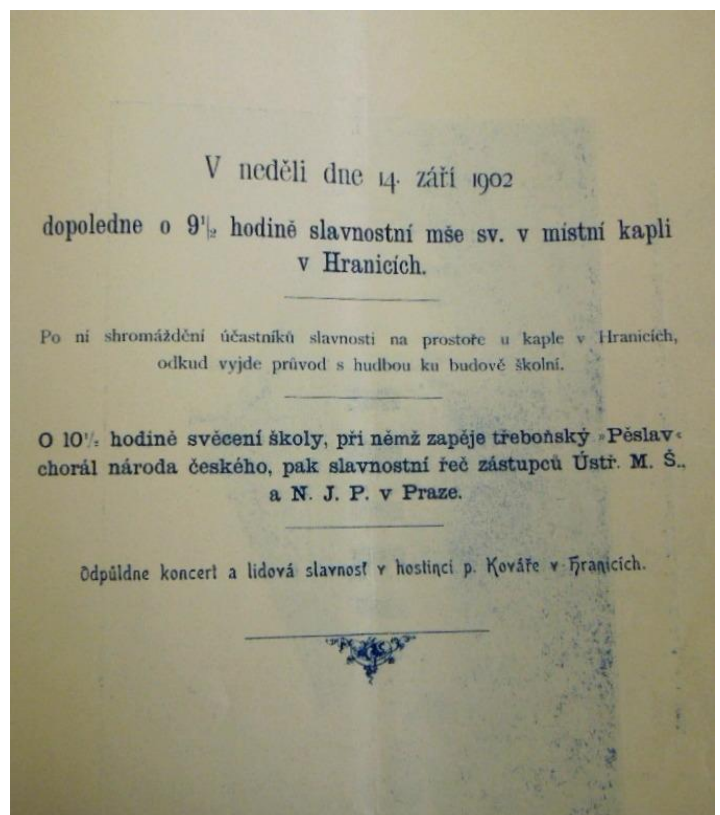 V neděli dne 14. září 1902
dopoledne o 9½ hodině slavnostní mše sv. v místní kapli
v Hranicích.
Po ní shromáždění účastníků slavnosti na prostoře u kaple v Hranicích,
odkud vyjde průvod s hudbou ku budově školní.
O 10½ hodině svěcení školy, při němž zapěje třeboňský »Pěslav«
chorál národa českého, pak slavnostní řeč zástupců Ústř. M. Š.,
a N. J. P. v Praze.
Odpůldne koncert a lidová slavnosť v hostinci p. Kováře v Hranicích.